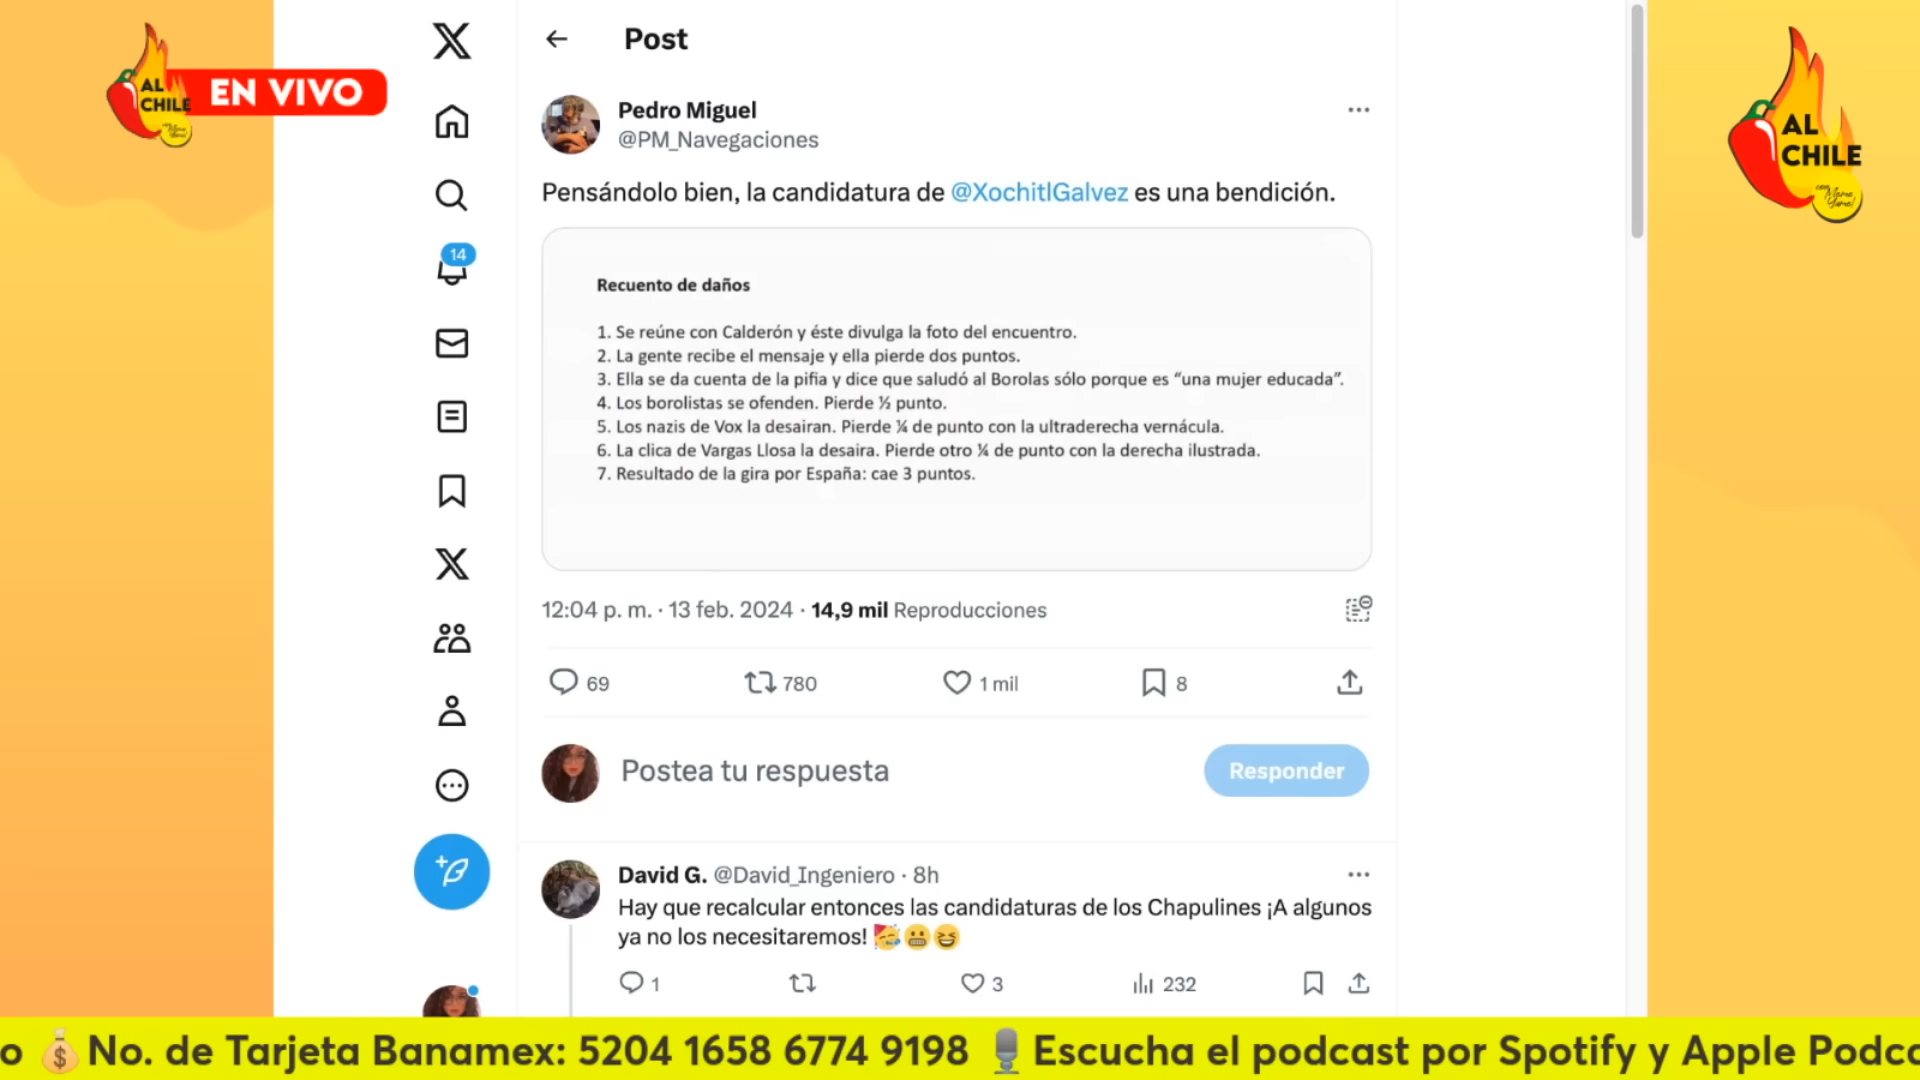 AL
CHILE
EN VIVO
Post
AL
CHILE
Pedro Miguel
@PM_Navegaciones
Pensándolo bien, la candidatura de @XochitlGalvez es una bendición.
14
Recuento de daños
1. Se reúne con Calderón y éste divulga la foto del encuentro.
2. La gente recibe el mensaje y ella pierde dos puntos.
3. Ella se da cuenta de la pifia y dice que saludó al Borolas sólo porque es “una mujer educada”.
4. Los borolistas se ofenden. Pierde ½ punto.
5. Los nazis de Vox la desairan. Pierde ¼ de punto con la ultraderecha vernácula.
6. La clica de Vargas Llosa la desaira. Pierde otro ¼ de punto con la derecha ilustrada.
7. Resultado de la gira por España: cae 3 puntos.
12:04 p. m. · 13 feb. 2024 · 14,9 mil Reproducciones
69 780 1 mil 8
Postea tu respuesta
Responder
David G. @David_Ingeniero · 8h
Hay que recalcular entonces las candidaturas de los Chapulines ¡A algunos
ya no los necesitaremos! 🥳😬😆
1 3 232
o 💰No. de Tarjeta Banamex: 5204 1658 6774 9198 🎙️Escucha el podcast por Spotify y Apple Podca